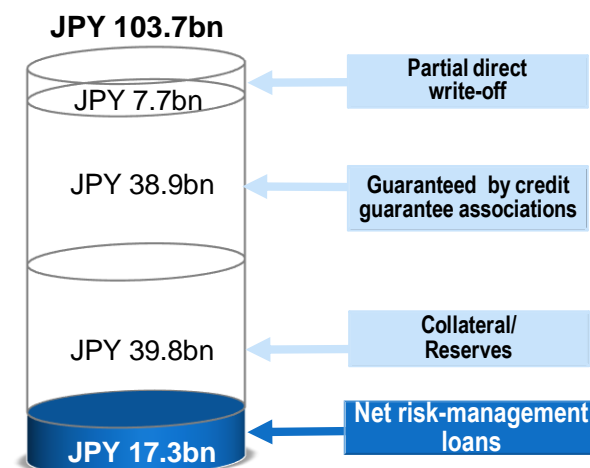 JPY 103.7bn
Partial direct
write-off
JPY 7.7bn
JPY 38.9bn
Guaranteed by credit
guarantee associations
JPY 39.8bn
Collateral/
Reserves
Net risk-management
loans
JPY 17.3bn